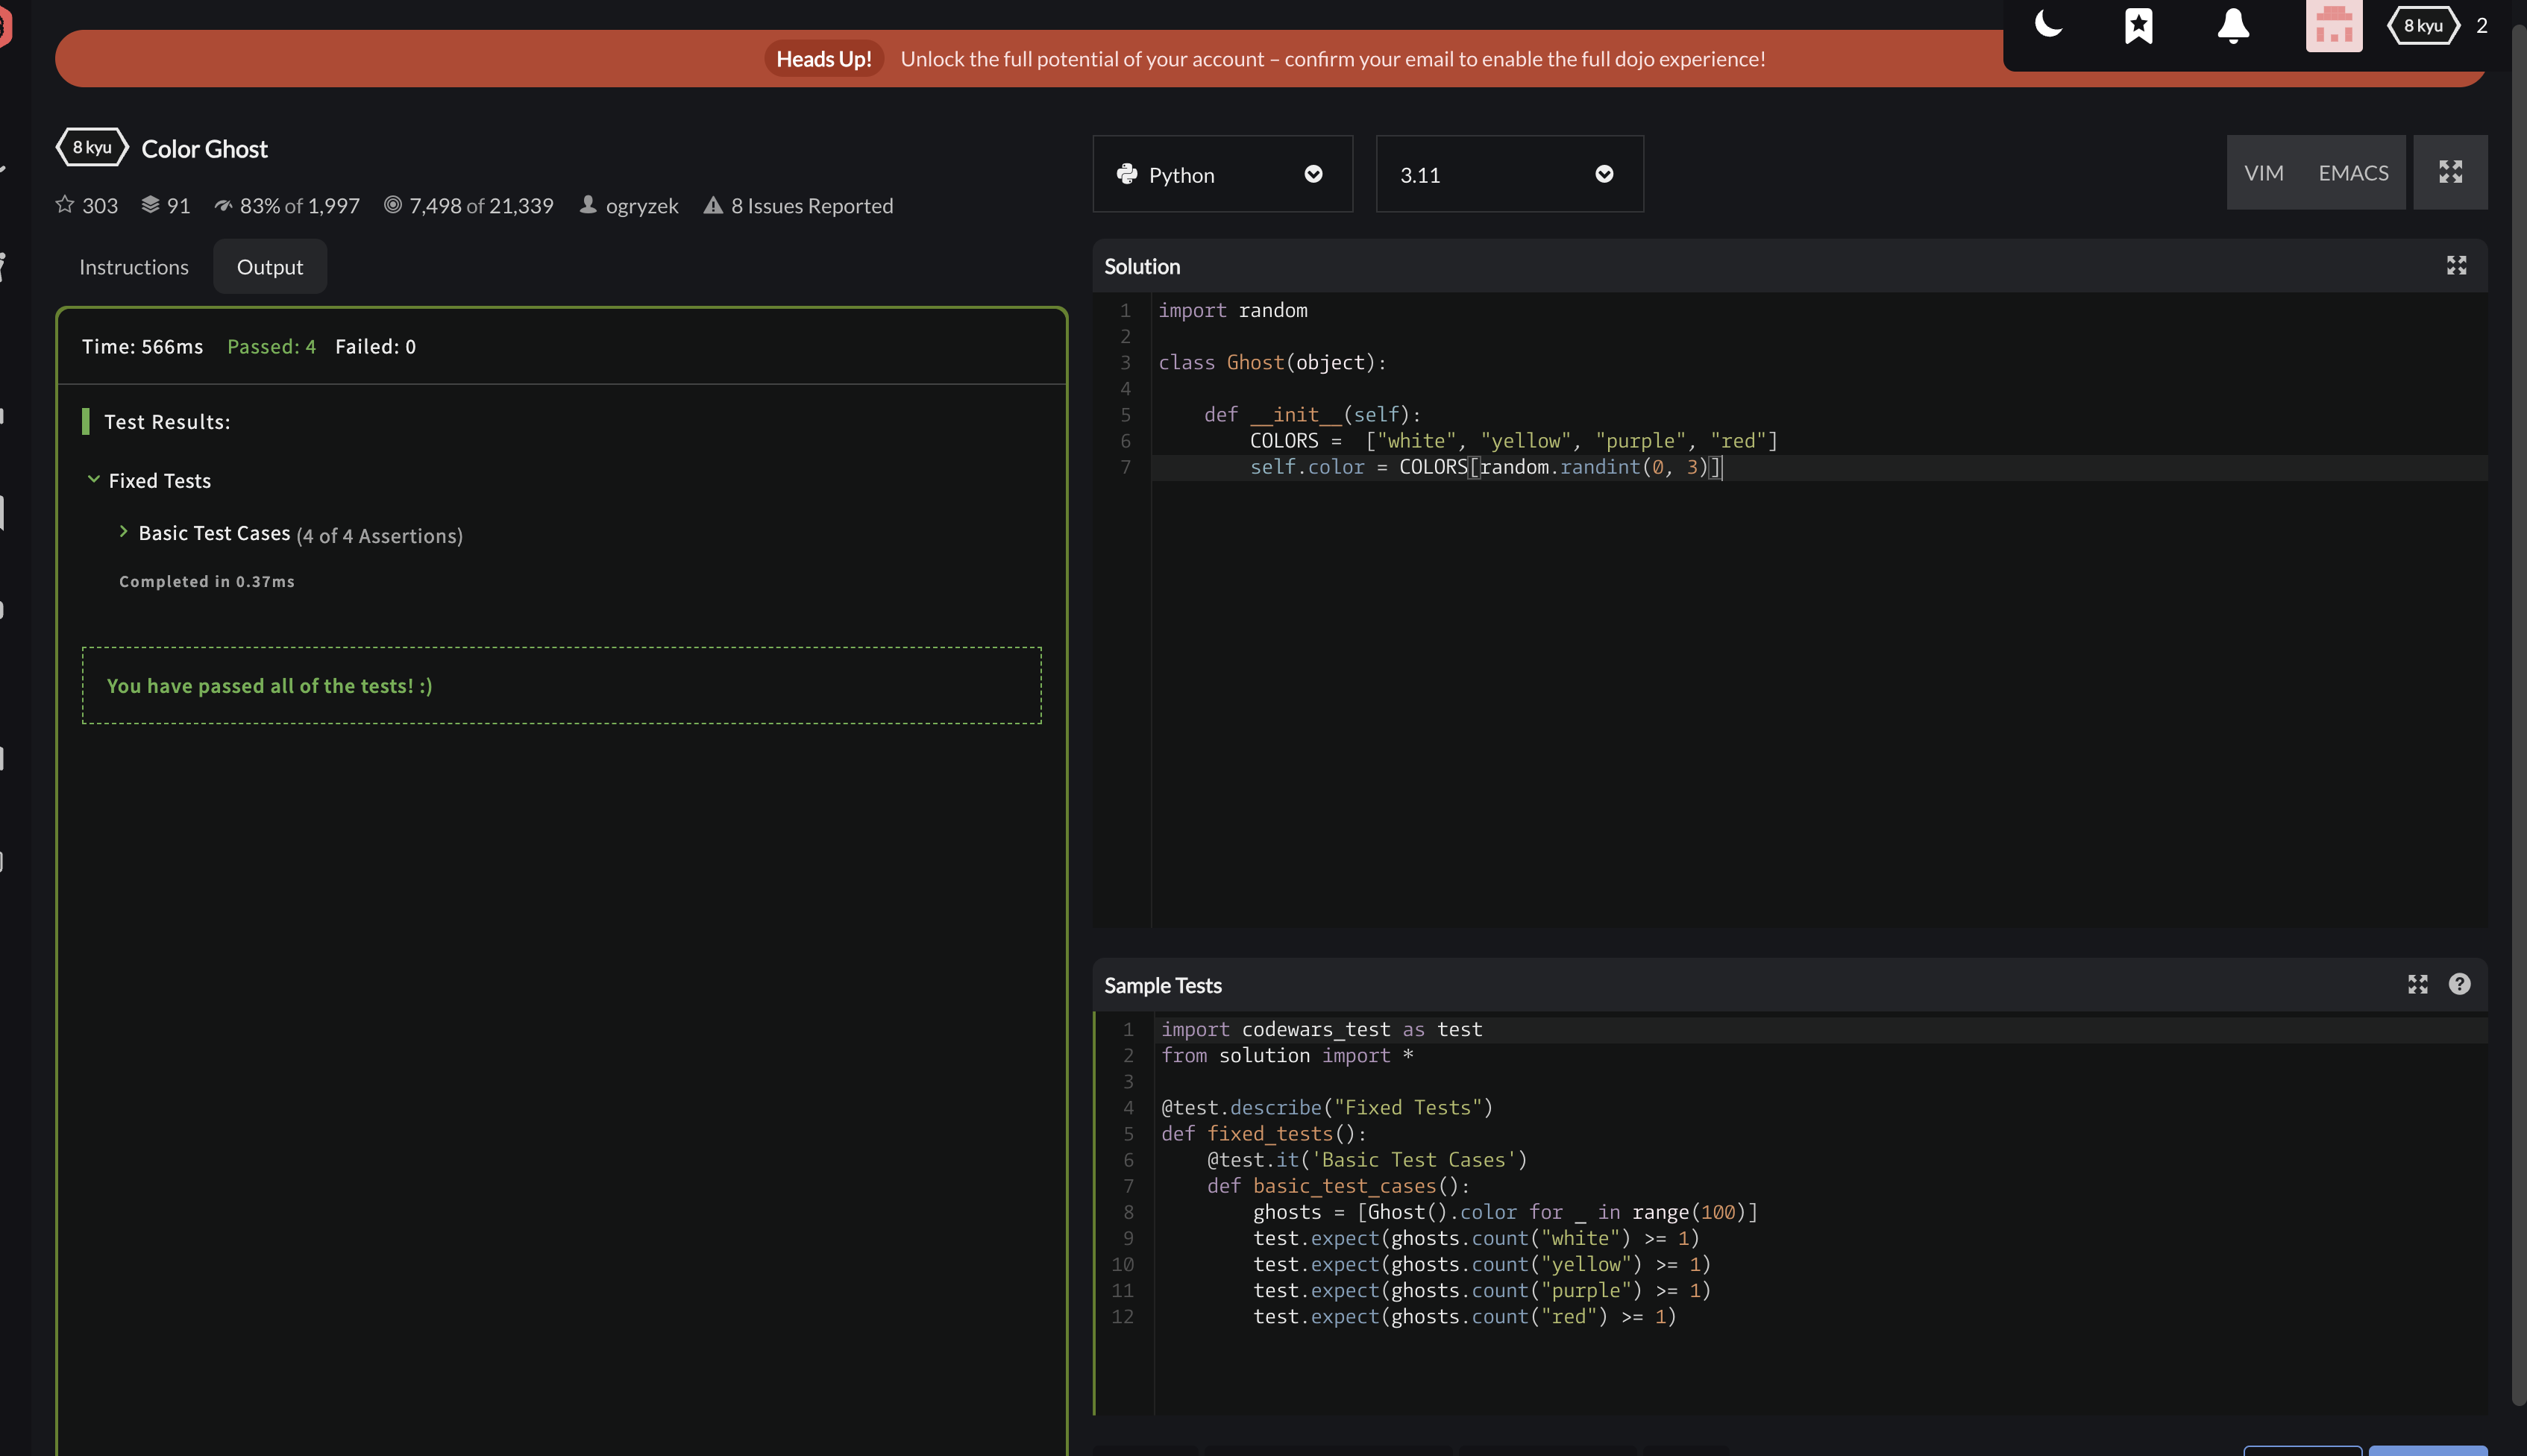 Heads Up! Unlock the full potential of your account – confirm your email to enable the full dojo experience!
8 kyu 2
8 kyu Color Ghost
303 91 83% of 1,997 7,498 of 21,339 ogryzek 8 Issues Reported
Instructions Output
Time: 566ms Passed: 4 Failed: 0
Test Results:
Fixed Tests
Basic Test Cases (4 of 4 Assertions)
Completed in 0.37ms
You have passed all of the tests! :)
Python 3.11 VIM EMACS
Solution
1 import random
2
3 class Ghost(object):
4
5     def __init__(self):
6         COLORS =  ["white", "yellow", "purple", "red"]
7         self.color = COLORS[random.randint(0, 3)]
Sample Tests
1 import codewars_test as test
2 from solution import *
3
4 @test.describe("Fixed Tests")
5 def fixed_tests():
6     @test.it('Basic Test Cases')
7     def basic_test_cases():
8         ghosts = [Ghost().color for _ in range(100)]
9         test.expect(ghosts.count("white") >= 1)
10         test.expect(ghosts.count("yellow") >= 1)
11         test.expect(ghosts.count("purple") >= 1)
12         test.expect(ghosts.count("red") >= 1)